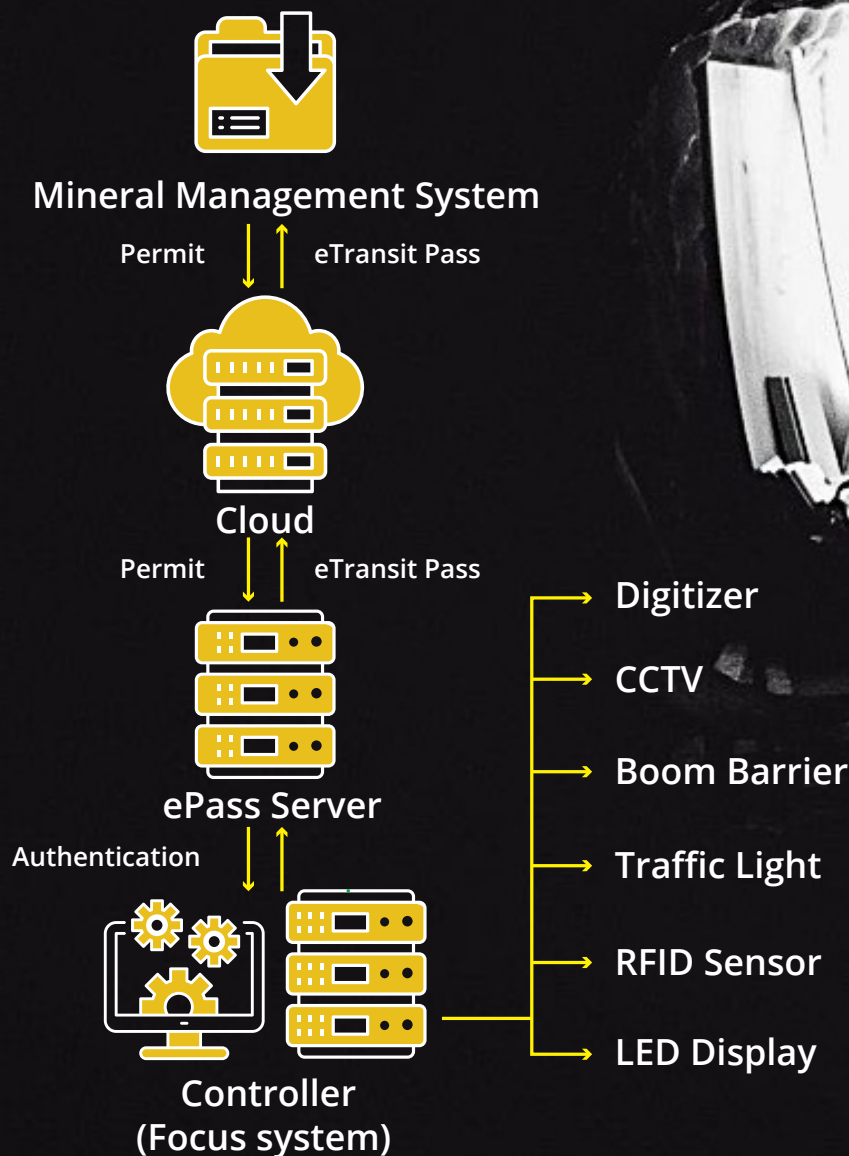 Mineral Management System
Permit
eTransit Pass
Cloud
Permit
eTransit Pass
ePass Server
Authentication
Controller
(Focus system)
Digitizer
CCTV
Boom Barrier
Traffic Light
RFID Sensor
LED Display